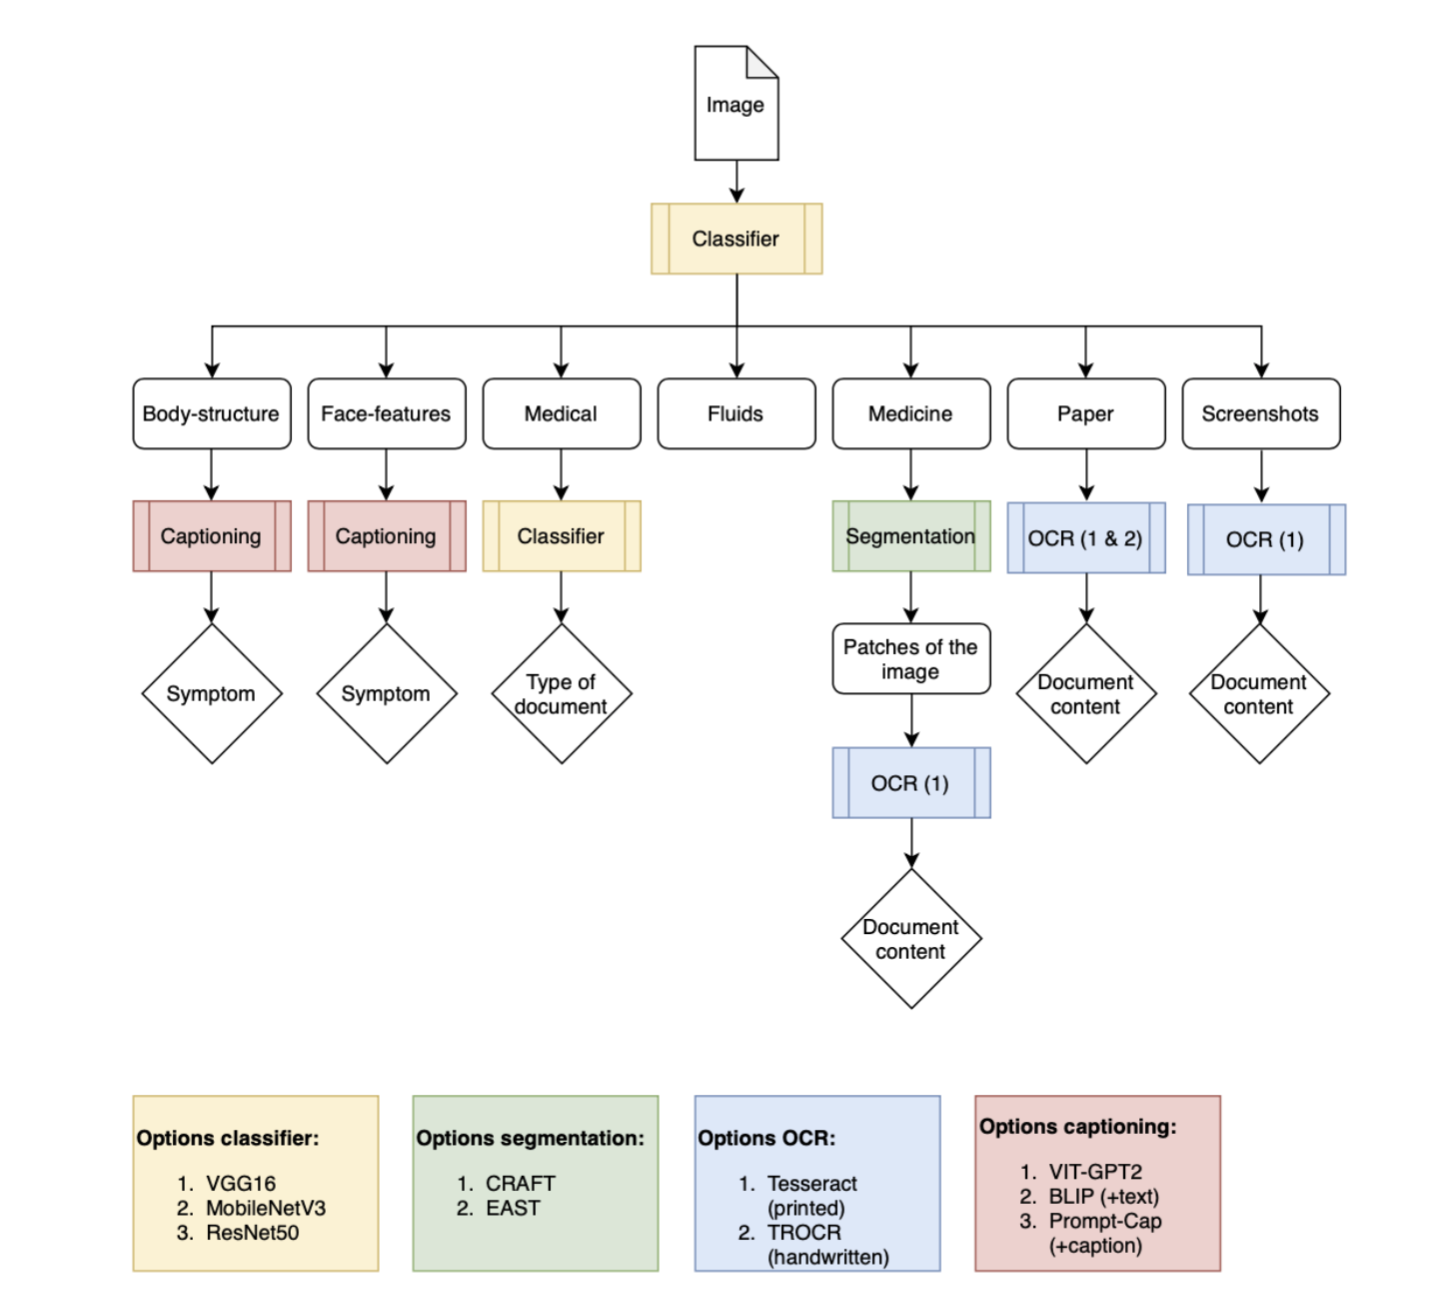 Image
Classifier
Body-structure
Face-features
Medical
Fluids
Medicine
Paper
Screenshots
Captioning
Captioning
Classifier
Segmentation
OCR (1 & 2)
OCR (1)
Symptom
Symptom
Type of
document
Patches of the
image
Document
content
Document
content
OCR (1)
Document
content
Options classifier:
1. VGG16
2. MobileNetV3
3. ResNet50
Options segmentation:
1. CRAFT
2. EAST
Options OCR:
1. Tesseract
(printed)
2. TROCR
(handwritten)
Options captioning:
1. VIT-GPT2
2. BLIP (+text)
3. Prompt-Cap
(+caption)